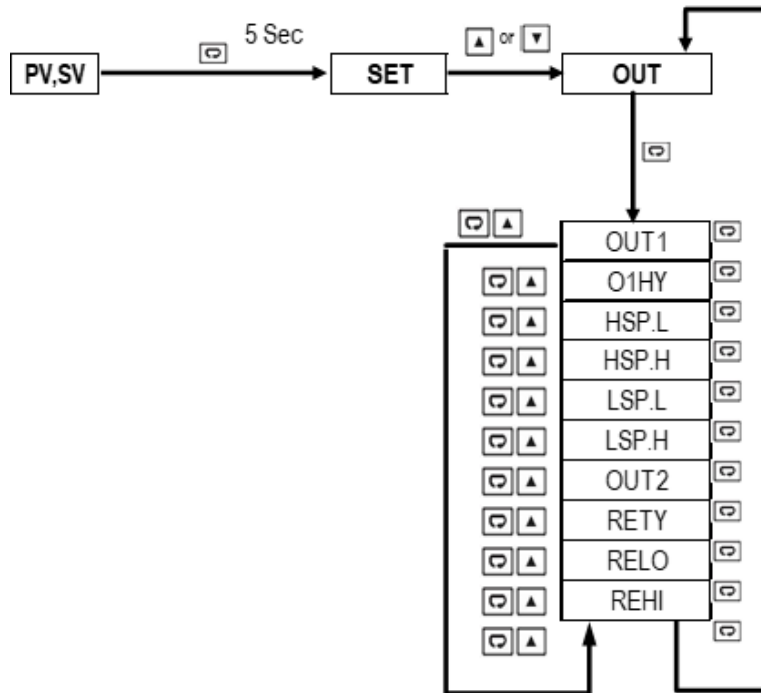 5 Sec
or
PV,SV
SET
OUT
OUT1
O1HY
HSP.L
HSP.H
LSP.L
LSP.H
OUT2
RETY
RELO
REHI